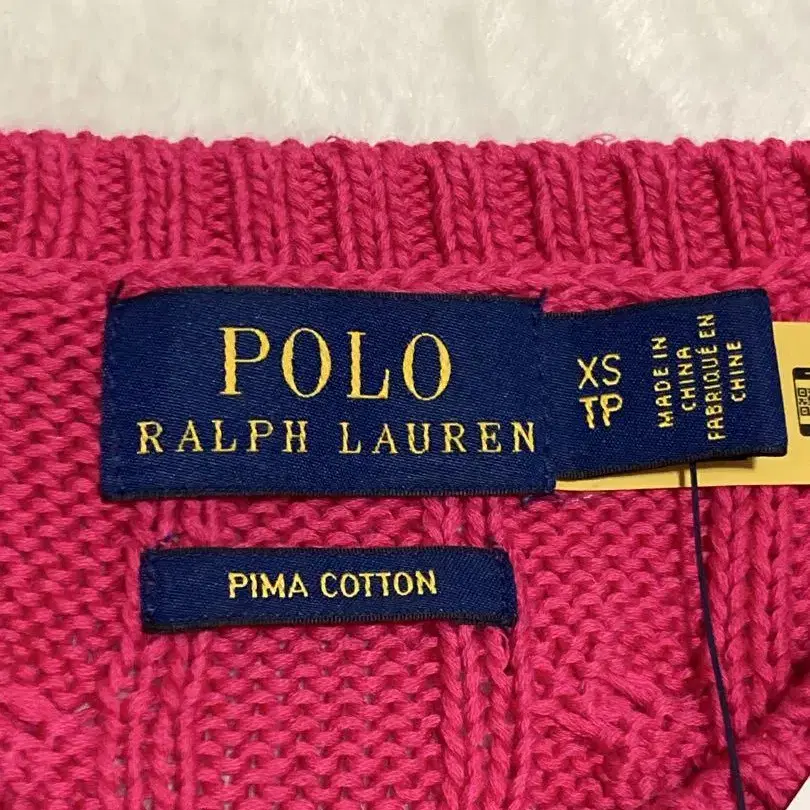 POLO
RALPH LAUREN
XS
TP
MADE IN
CHINA
FABRIQUÉ EN
CHINE
PIMA COTTON